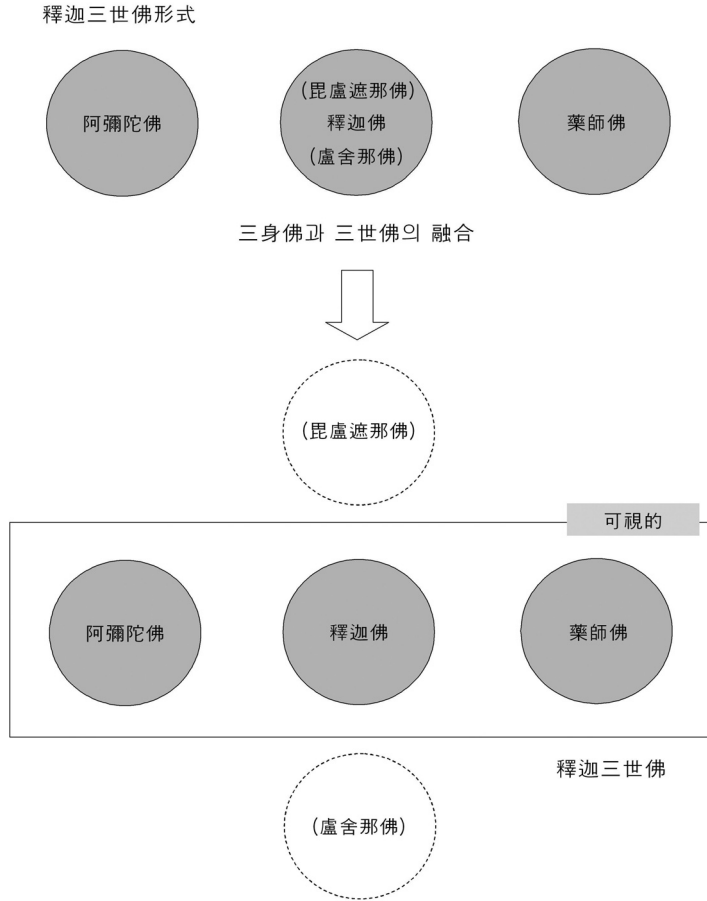 釋迦三世佛形式
阿彌陀佛
(毘盧遮那佛)
釋迦佛
(盧舍那佛)
藥師佛
三身佛과 三世佛의 融合
(毘盧遮那佛)
可視的
阿彌陀佛
釋迦佛
藥師佛
釋迦三世佛
(盧舍那佛)